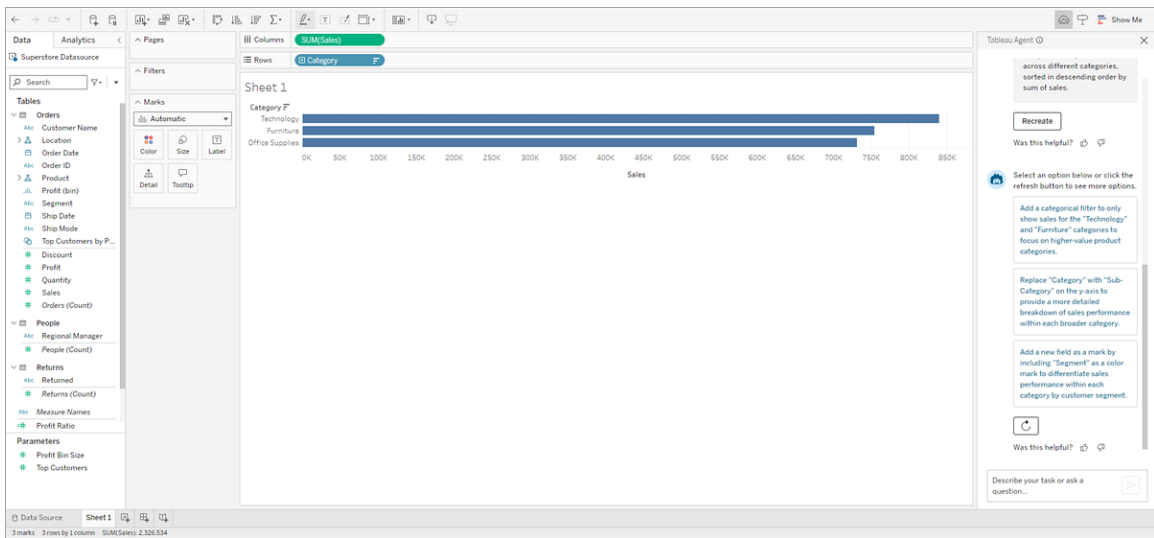 Show Me
Data
Analytics
Superstore Datasource
Search
Tables
Orders
Abc Customer Name
Location
Order Date
Abc Order ID
Product
Profit (bin)
Abc Segment
Ship Date
Abc Ship Mode
Top Customers by P...
# Discount
# Profit
# Quantity
# Sales
# Orders (Count)
People
Abc Regional Manager
# People (Count)
Returns
Abc Returned
# Returns (Count)
Abc Measure Names
=# Profit Ratio
Parameters
# Profit Bin Size
# Top Customers
Pages
Filters
Marks
Automatic
Color Size Label
Detail Tooltip
Columns SUM(Sales)
Rows Category
Sheet 1
Category
Technology
Furniture
Office Supplies
0K 50K 100K 150K 200K 250K 300K 350K 400K 450K 500K 550K 600K 650K 700K 750K 800K 850K
Sales
Tableau Agent
across different categories,
sorted in descending order by
sum of sales.
Recreate
Was this helpful?
Select an option below or click the
refresh button to see more options.
Add a categorical filter to only
show sales for the "Technology"
and "Furniture" categories to
focus on higher-value product
categories.
Replace "Category" with "Sub-
Category" on the y-axis to
provide a more detailed
breakdown of sales performance
within each broader category.
Add a new field as a mark by
including "Segment" as a color
mark to differentiate sales
performance within each
category by customer segment.
Was this helpful?
Describe your task or ask a
question...
Data Source Sheet 1
3 marks 3 rows by 1 column SUM(Sales): 2,326,534